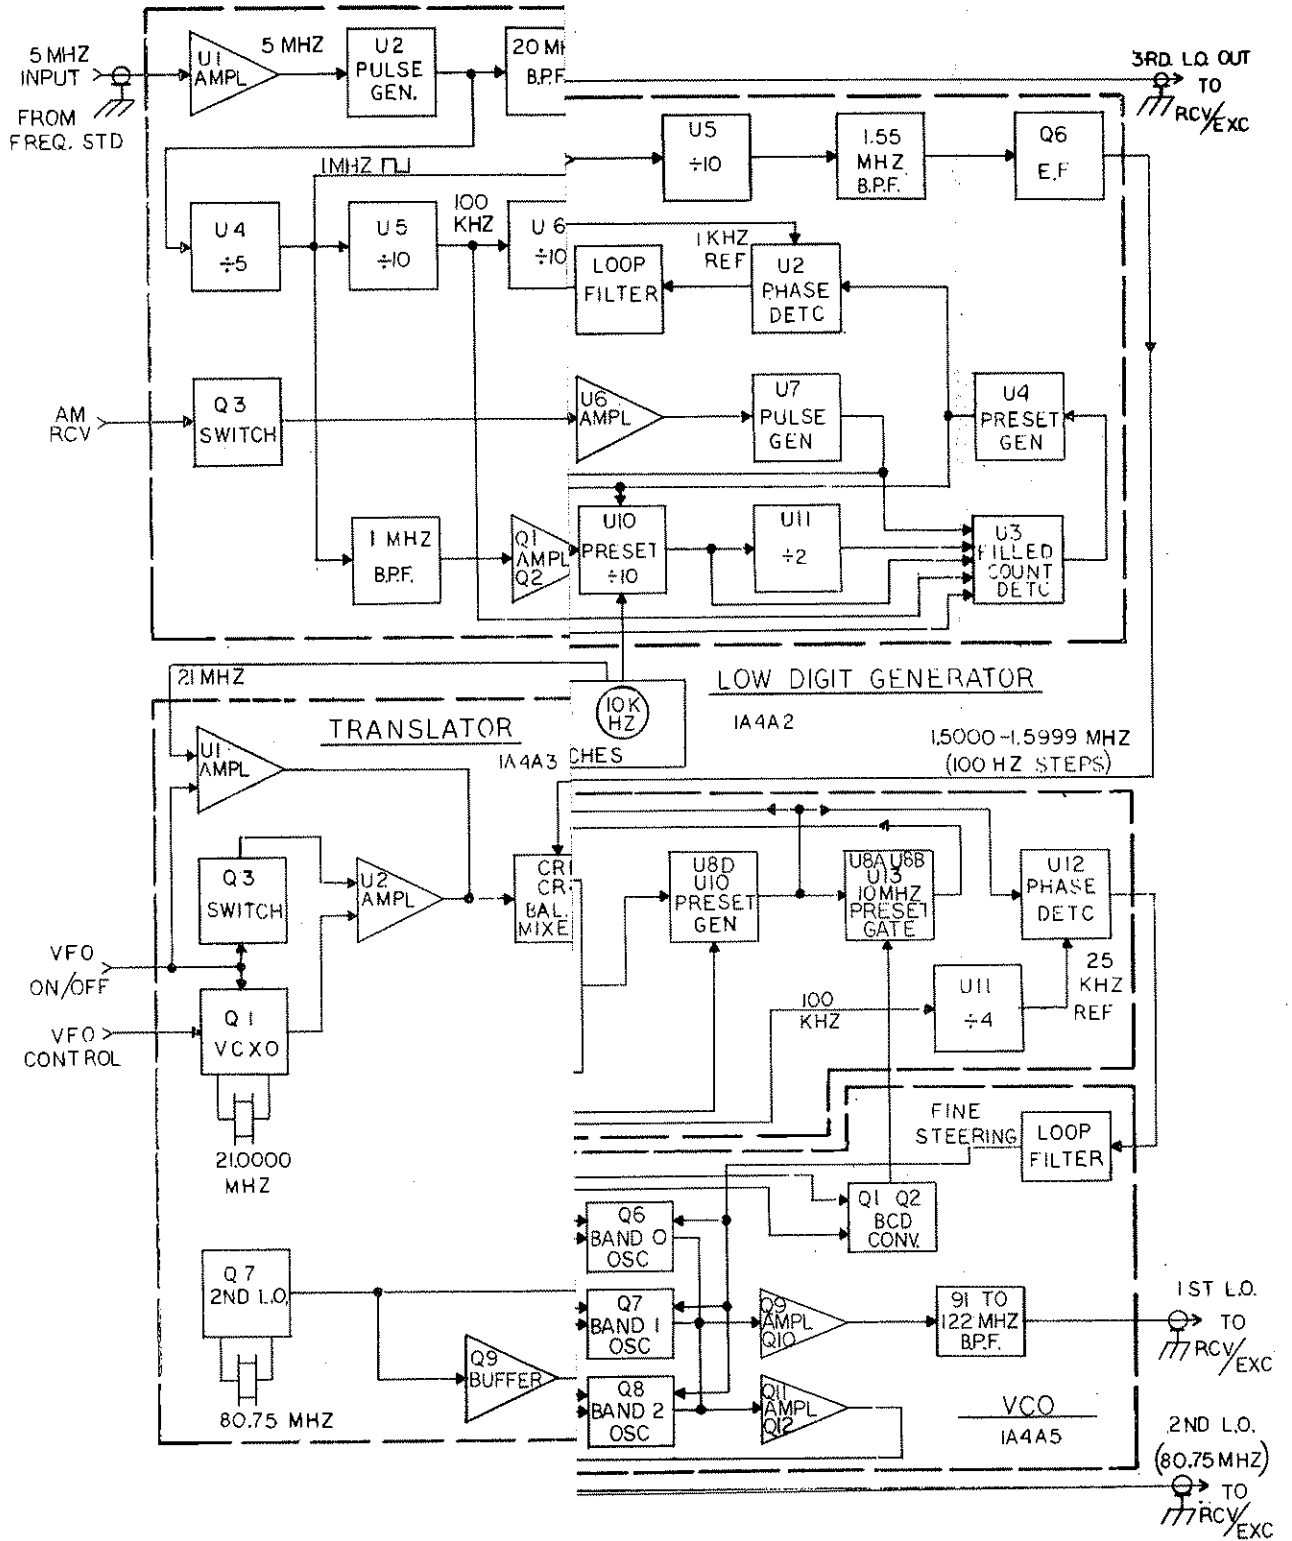 5 MHZ
INPUT
FROM
FREQ. STD
U1
AMPL
5 MHZ
U2
PULSE
GEN.
20 MH
B.P.F.
3RD. L.O. OUT
TO
RCV/EXC
1 MHZ
U4
÷5
U5
÷10
100
KHZ
U6
÷10
U5
÷10
1.55
MHZ
B.P.F.
Q6
E.F
LOOP
FILTER
1 KHZ
REF
U2
PHASE
DETC
AM
RCV
Q3
SWITCH
U6
AMPL
U7
PULSE
GEN
U4
PRESET
GEN
1 MHZ
B.P.F.
Q1
AMPL
Q2
U10
PRESET
÷10
U11
÷2
U3
FILLED
COUNT
DETC
21 MHZ
TRANSLATOR
1A4A3
10K
HZ
CHES
LOW DIGIT GENERATOR
1A4A2
1.5000-1.5999 MHZ
(100 HZ STEPS)
U1
AMPL
Q3
SWITCH
U2
AMPL
CR1
CR
BAL.
MIXE
U8D
U10
PRESET
GEN
U8A U8B
U13
10MHZ
PRESET
GATE
U12
PHASE
DETC
VFO
ON/OFF
VFO
CONTROL
Q1
VCXO
100
KHZ
U11
÷4
25
KHZ
REF
21.0000
MHZ
FINE
STEERING
LOOP
FILTER
Q6
BAND 0
OSC
Q1 Q2
BCD
CONV.
Q7
2ND L.O.
Q7
BAND 1
OSC
Q9
AMPL
Q10
91 TO
122 MHZ
B.P.F.
1ST L.O.
TO
RCV/EXC
80.75 MHZ
Q9
BUFFER
Q8
BAND 2
OSC
Q11
AMPL
Q12
VCO
1A4A5
2ND L.O.
(80.75MHZ)
TO
RCV/EXC